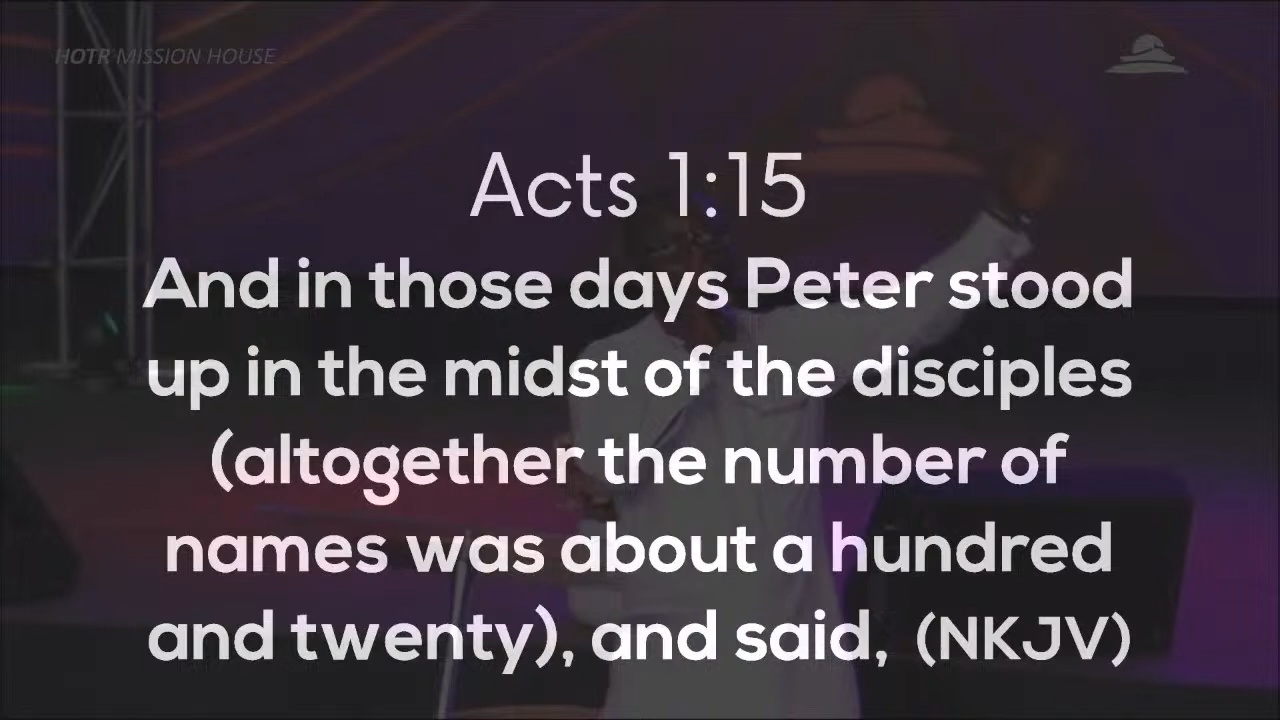 HOTR MISSION HOUSE
Acts 1:15
And in those days Peter stood
up in the midst of the disciples
(altogether the number of
names was about a hundred
and twenty), and said, (NKJV)